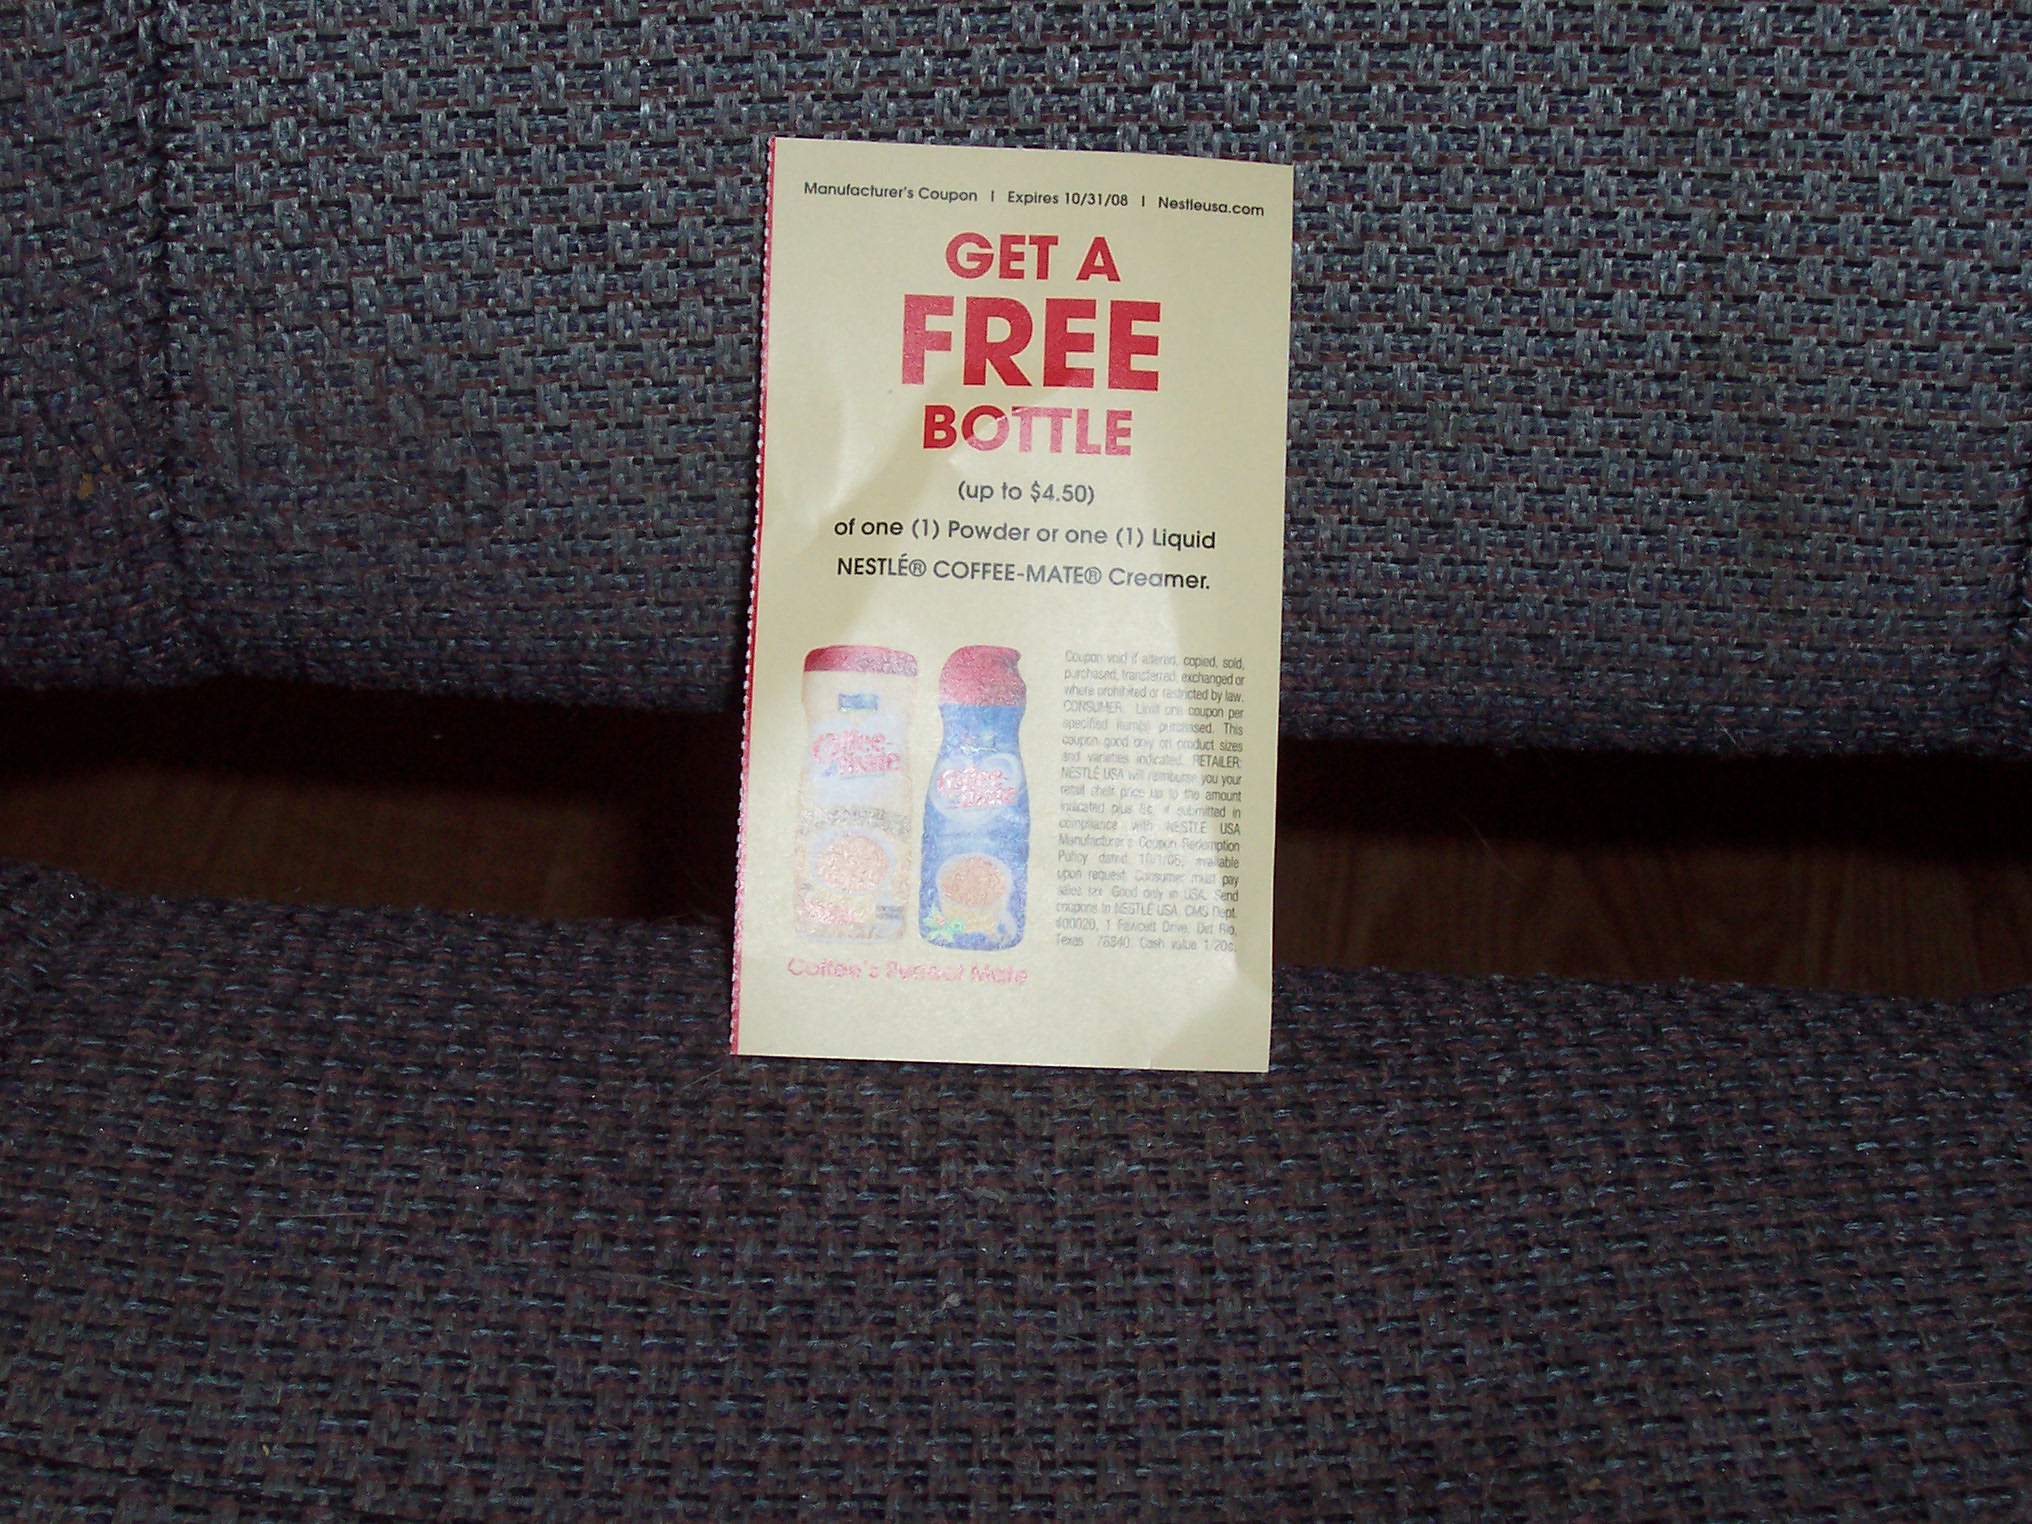 Manufacturer's Coupon | Expires 10/31/08 | Nestleusa.com
GET A
FREE
BOTTLE
(up to $4.50)
of one (1) Powder or one (1) Liquid
NESTLÉ® COFFEE-MATE® Creamer.
Coffee-mate
Coffee-mate
Coffee's Perfect Mate
Coupon void if altered, copied, sold,
purchased, transferred, exchanged or
where prohibited or restricted by law.
CONSUMER: Limit one coupon per
specified item(s) purchased. This
coupon good only on product sizes
and varieties indicated. RETAILER:
NESTLÉ USA will reimburse you your
retail shelf price up to the amount
indicated plus 8c, if submitted in
compliance with NESTLÉ USA
Manufacturer's Coupon Redemption
Policy dated 10/1/05, available
upon request. Consumer must pay
sales tax. Good only in USA. Send
coupons to NESTLÉ USA, CMS Dept.
#00020, 1 Fawcett Drive, Del Rio,
Texas 78840. Cash value 1/20c.